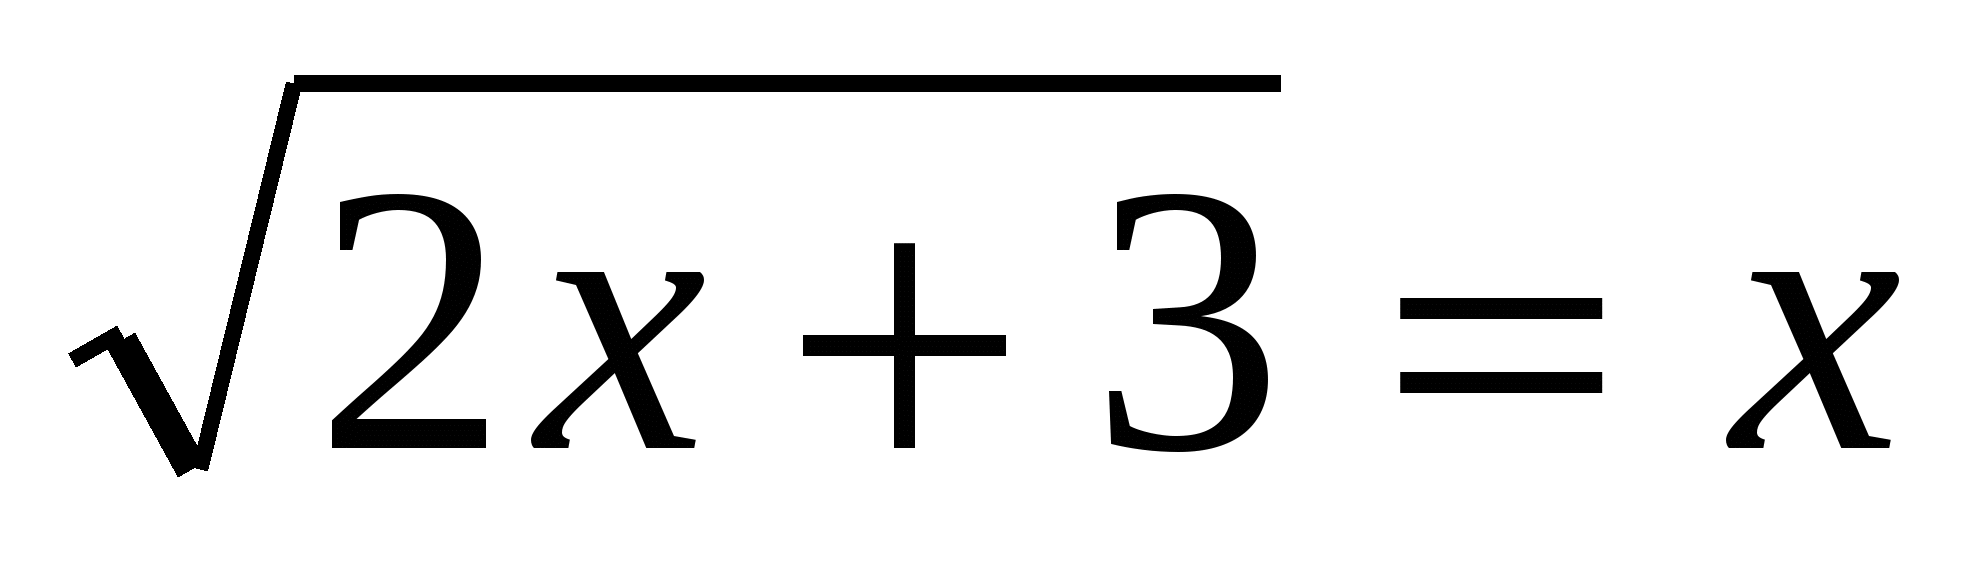 √2x + 3 = x